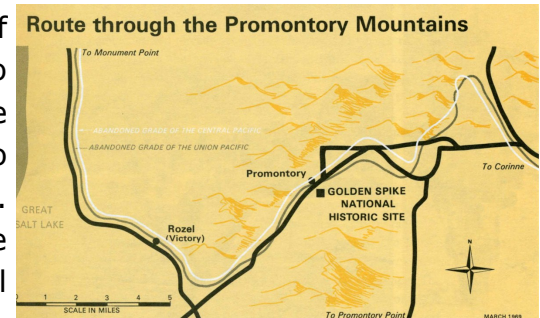 Route through the Promontory Mountains
To Monument Point
ABANDONED GRADE OF THE CENTRAL PACIFIC
ABANDONED GRADE OF THE UNION PACIFIC
To Corinne
Promontory
GOLDEN SPIKE
NATIONAL
HISTORIC SITE
GREAT
SALT LAKE
Rozel
(Victory)
N
0 1 2 3 4 5
SCALE IN MILES
To Promontory Point
MARCH 1969